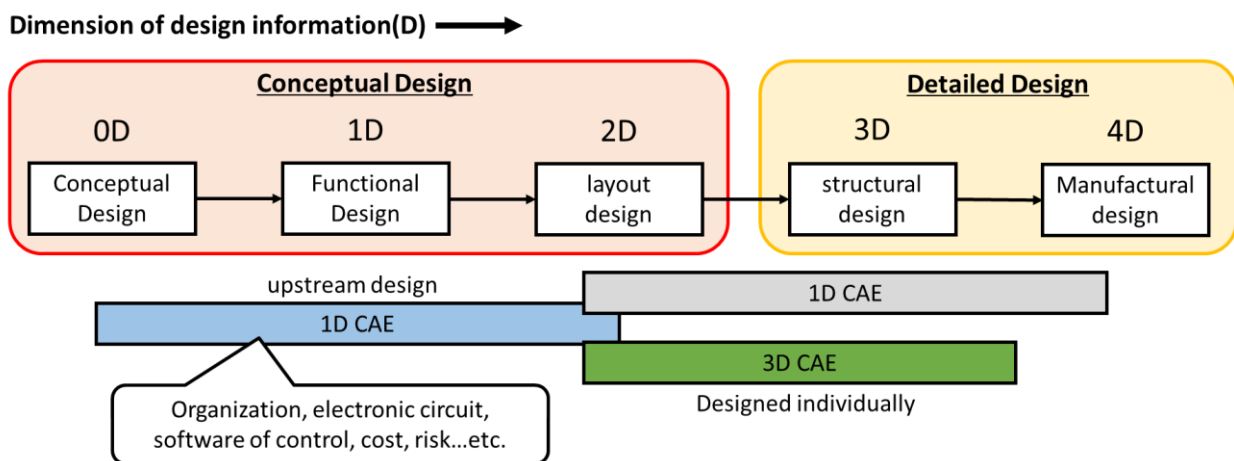 Dimension of design information(D)
Conceptual Design
Detailed Design
0D
1D
2D
3D
4D
Conceptual
Design
Functional
Design
layout
design
structural
design
Manufactural
design
upstream design
1D CAE
1D CAE
3D CAE
Designed individually
Organization, electronic circuit,
software of control, cost, risk...etc.